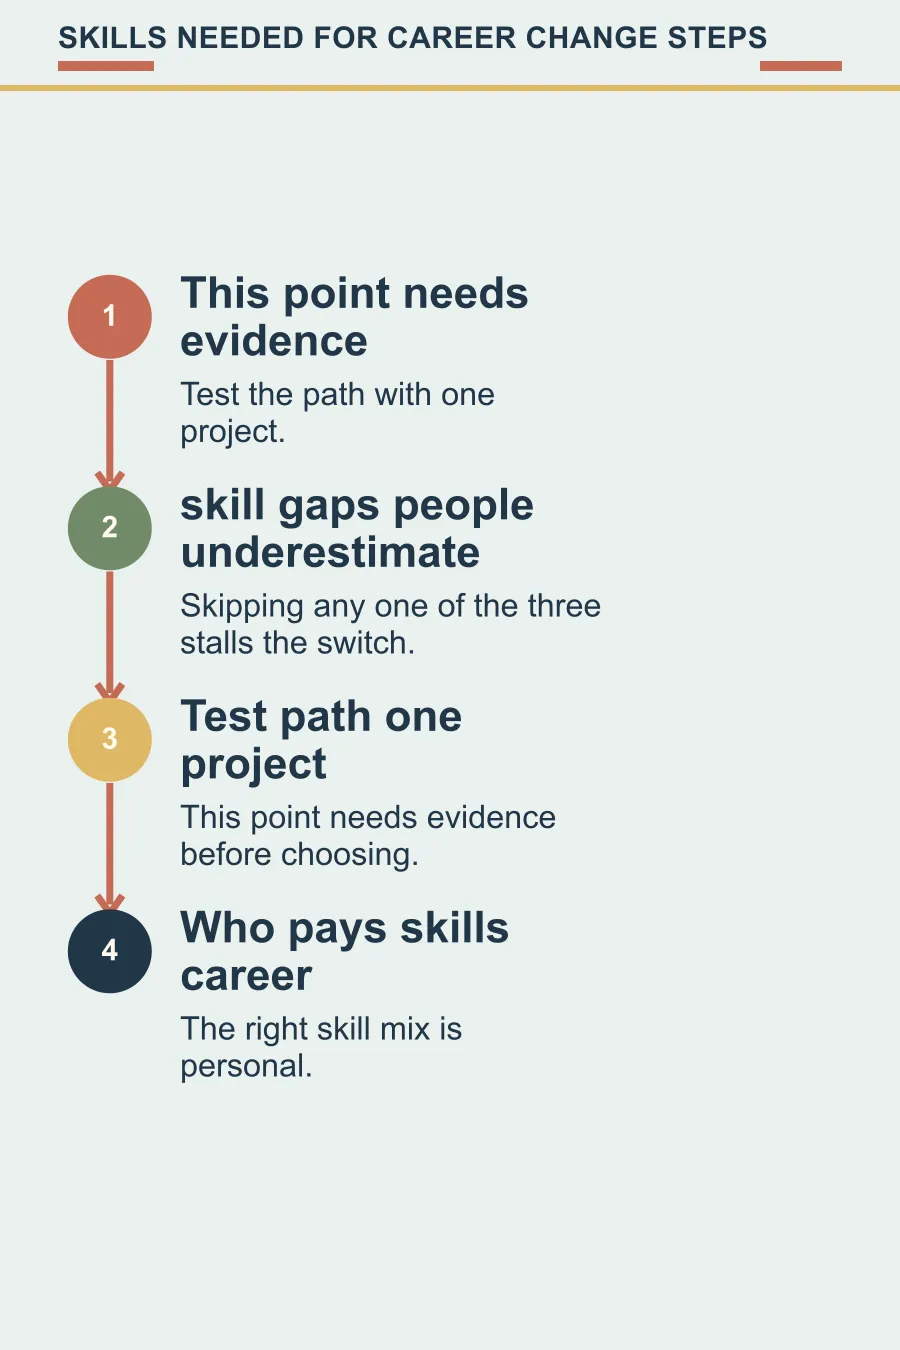 SKILLS NEEDED FOR CAREER CHANGE STEPS
1
This point needs
evidence
Test the path with one
project.
2
skill gaps people
underestimate
Skipping any one of the three
stalls the switch.
3
Test path one
project
This point needs evidence
before choosing.
4
Who pays skills
career
The right skill mix is
personal.